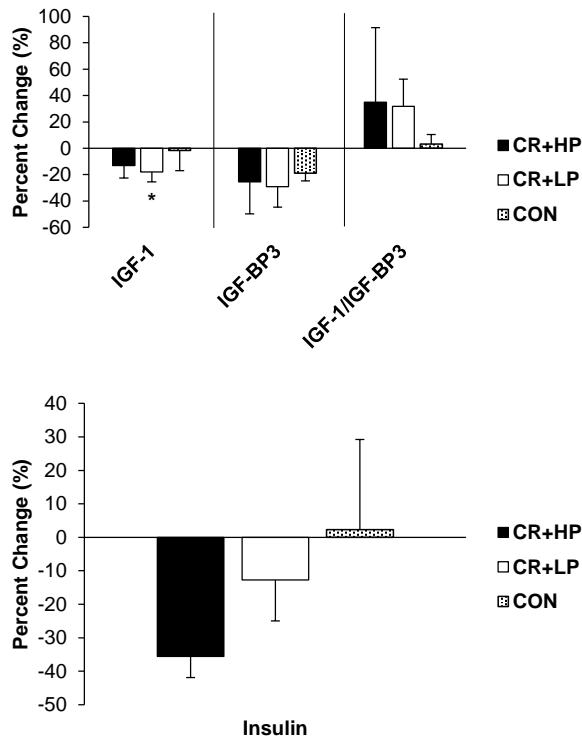 Percent Change (%)
100
80
60
40
20
0
-20
-40
-60
*
IGF-1
IGF-BP3
IGF-1/IGF-BP3
CR+HP
CR+LP
CON
Percent Change (%)
40
30
20
10
0
-10
-20
-30
-40
-50
Insulin
CR+HP
CR+LP
CON